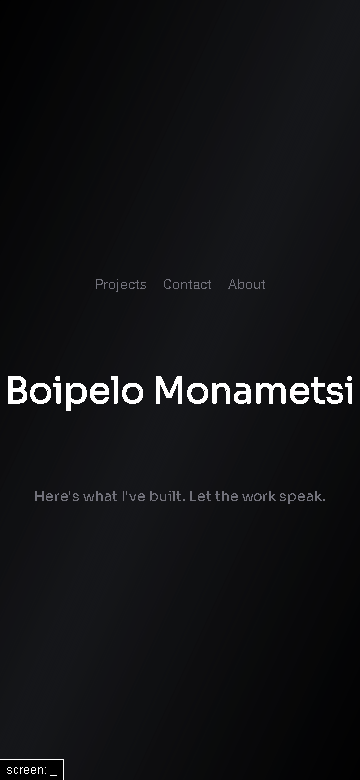 Projects Contact About
Boipelo Monametsi
Here's what I've built. Let the work speak.
screen: _